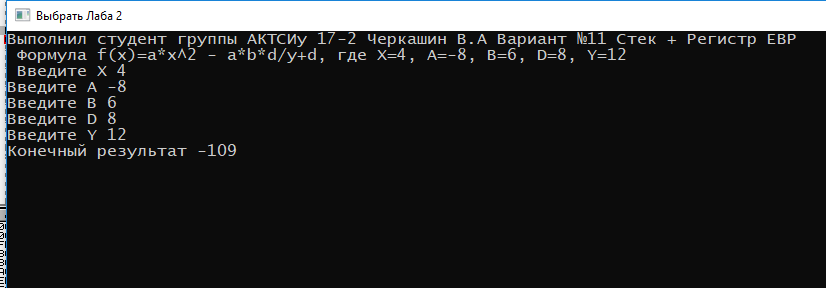 Выбрать Лаба 2
Выполнил студент группы АКТСИу 17-2 Черкашин В.А Вариант №11 Стек + Регистр ЕВР
Формула f(x)=a*x^2 - a*b*d/y+d, где X=4, A=-8, B=6, D=8, Y=12
Введите X 4
Введите A -8
Введите B 6
Введите D 8
Введите Y 12
Конечный результат -109